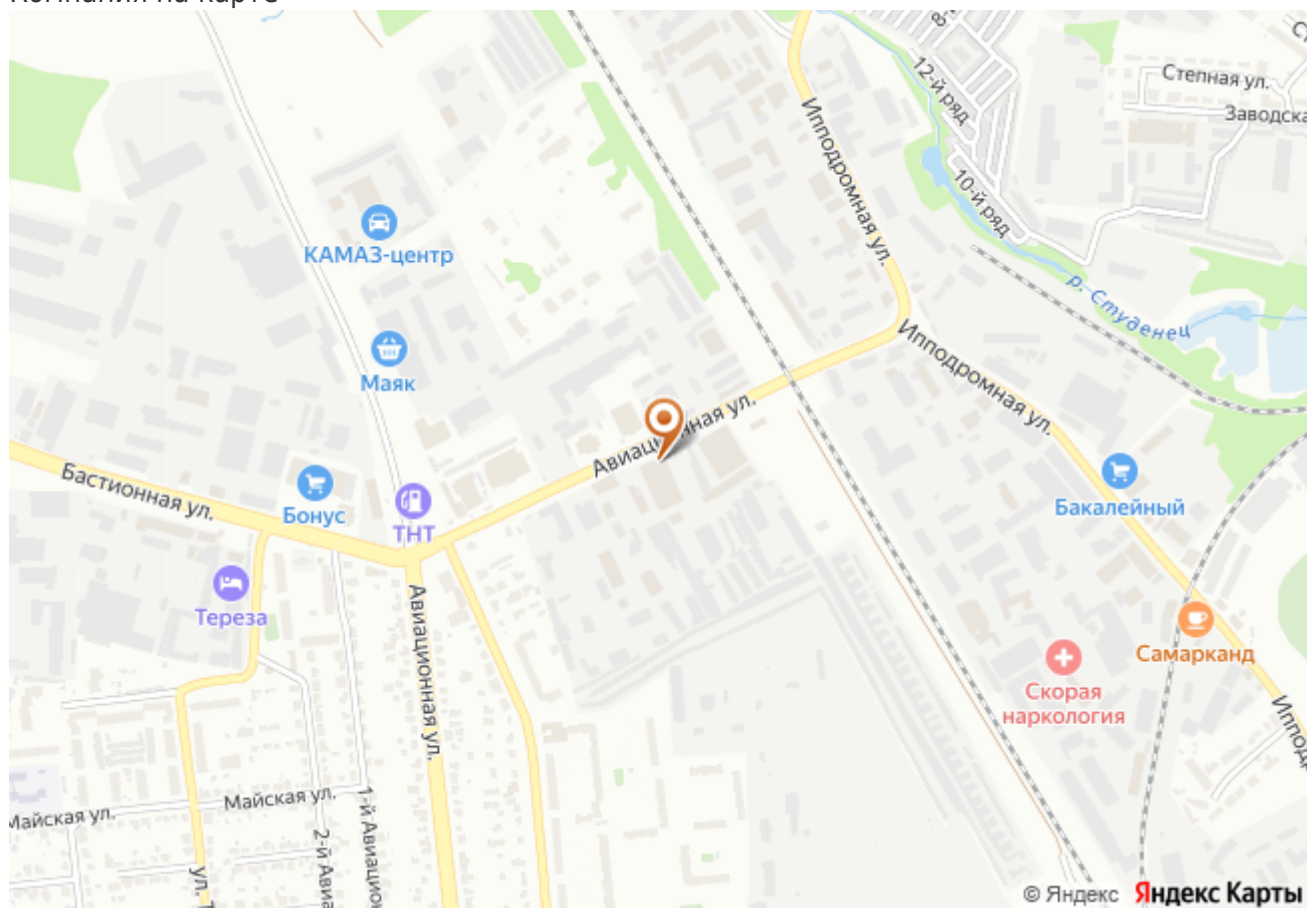 Компания на карте
12-й ряд
10-й ряд
Степная ул.
Заводска
Ипподромная ул.
р. Студенец
КАМАЗ-центр
Маяк
Ипподромная ул.
Авиационная ул.
Бастионная ул.
Бонус
ТНТ
Бакалейный
Тереза
Авиационная ул.
Самарканд
Скорая
наркология
Ипподр
Майская ул.
Майская ул.
1-й Авиацион
2-й Авиа
ул.
© Яндекс Яндекс Карты